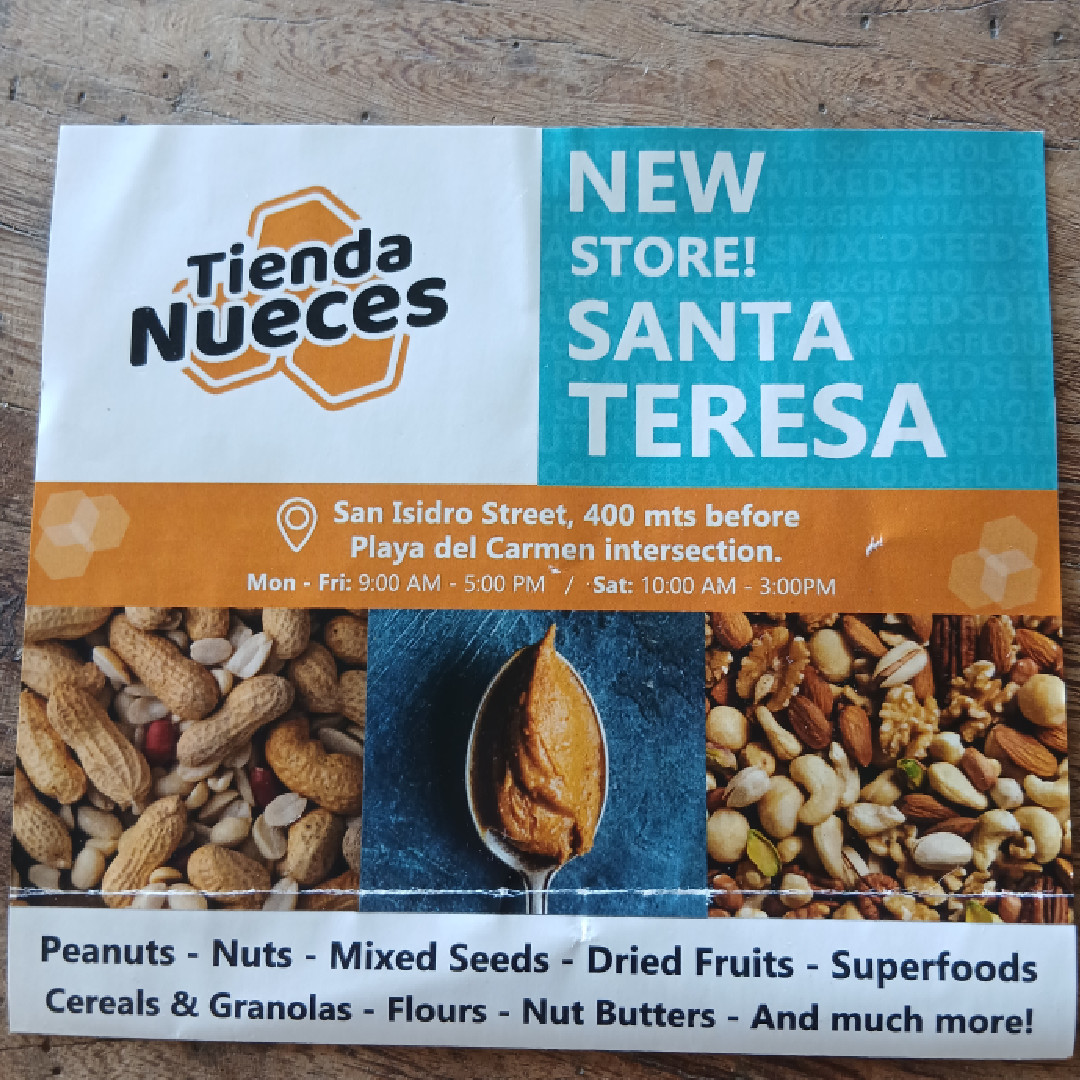 Tienda
Nueces
NEW
STORE!
SANTA
TERESA
San Isidro Street, 400 mts before
Playa del Carmen intersection.
Mon - Fri: 9:00 AM - 5:00 PM / Sat: 10:00 AM - 3:00PM
Peanuts - Nuts - Mixed Seeds - Dried Fruits - Superfoods
Cereals & Granolas - Flours - Nut Butters - And much more!